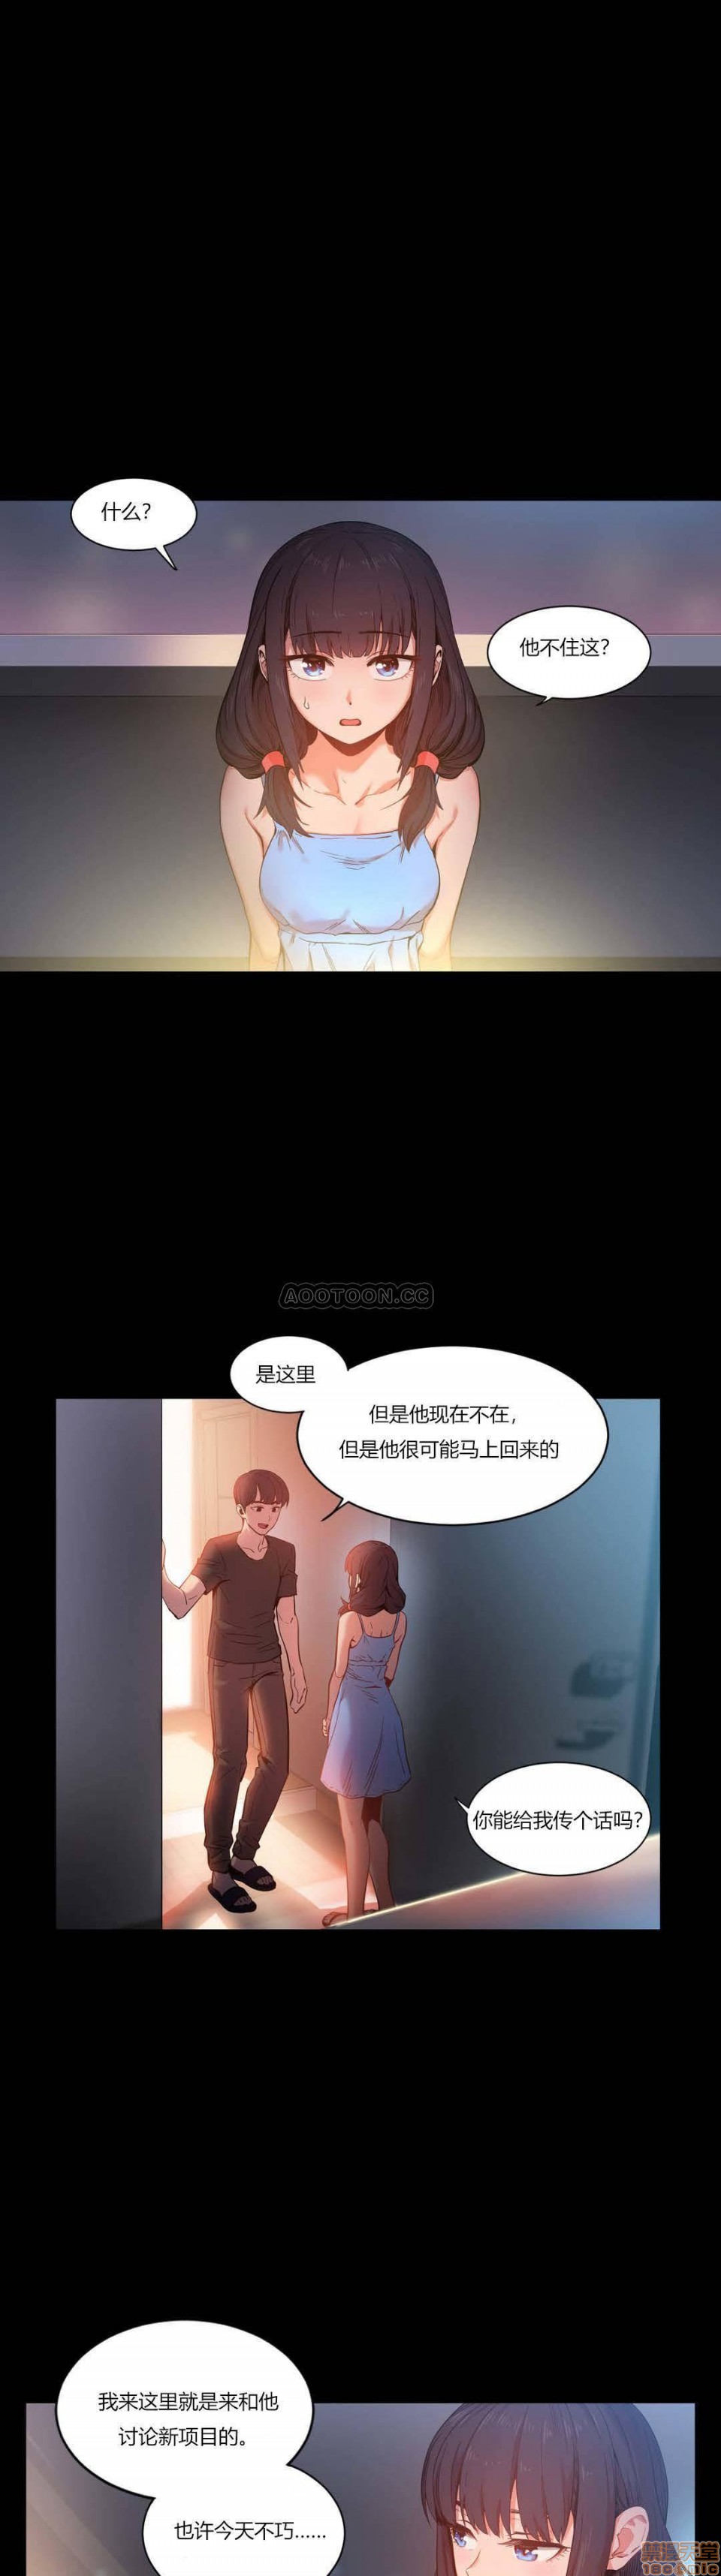 什么?
他不住这?
AOOTOON.CC
是这里
但是他现在不在,
但是他很可能马上回来的
你能给我传个话吗?
我来这里就是来和他
讨论新项目的。
也许今天不巧……